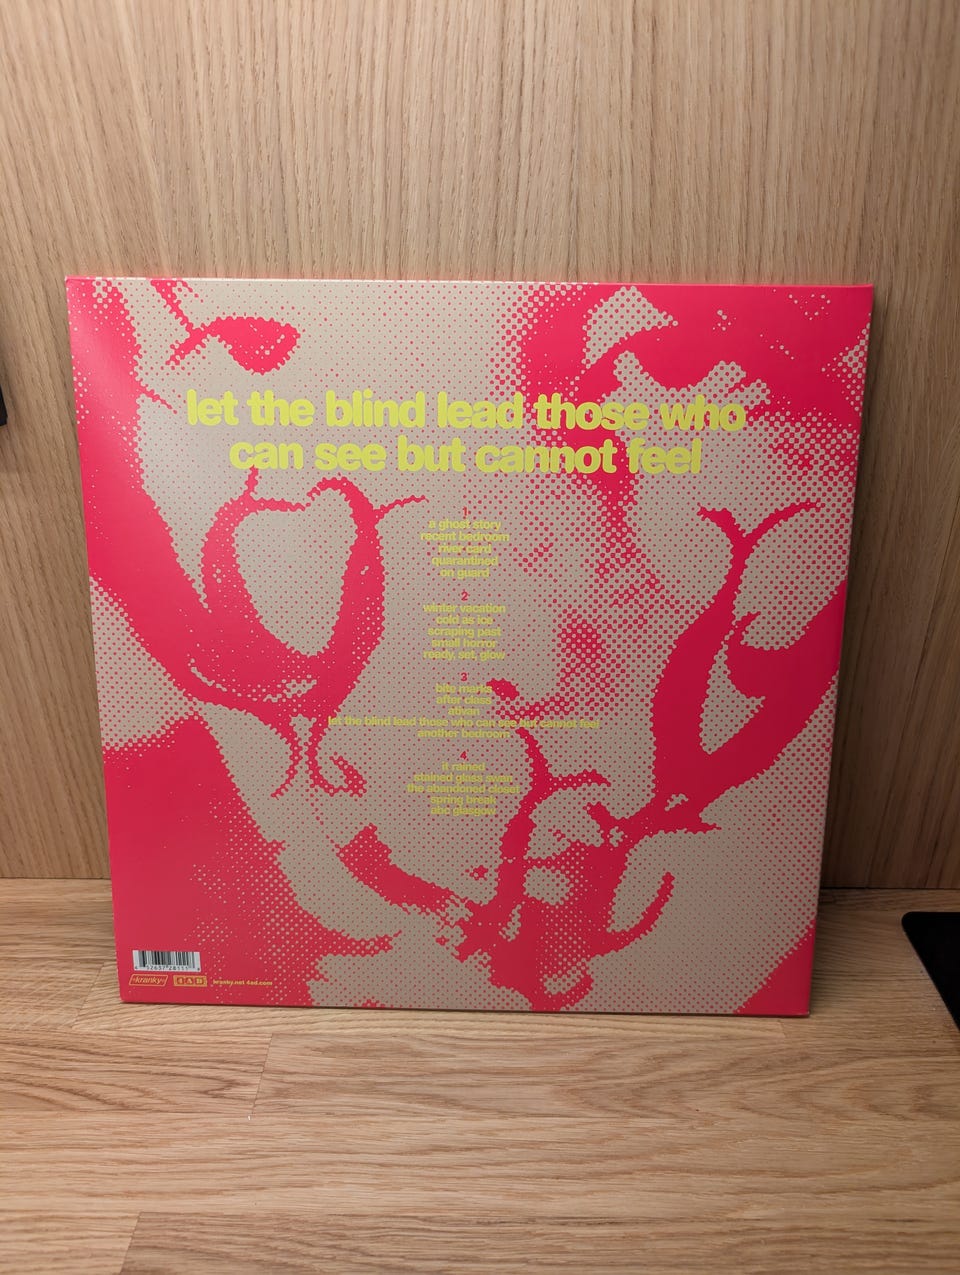 let the blind lead those who
can see but cannot feel
1
a ghost story
recent bedroom
river card
quarantined
on guard
2
winter vacation
cold as ice
scraping past
small horror
ready, set, glow
3
bite marks
after class
ativan
let the blind lead those who can see but cannot feel
another bedroom
4
it rained
stained glass swan
the abandoned closet
spring break
abc glasgow
kranky 4AD kranky.net 4ad.com